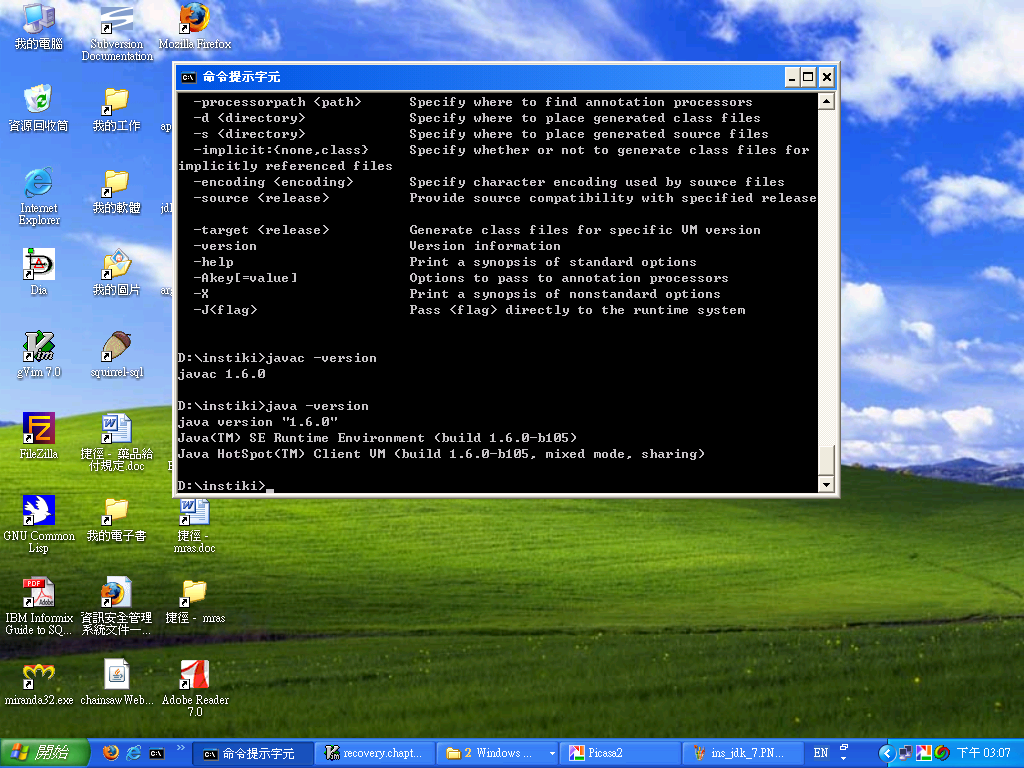 我的電腦
Subversion
Documentation
Mozilla Firefox
資源回收筒
我的工作
Internet
Explorer
我的軟體
Dia
我的圖片
gVim 7.0
squirrel-sql
FileZilla
捷徑 - 藥品給
付規定.doc
GNU Common
Lisp
我的電子書
捷徑 -
mras.doc
IBM Informix
Guide to SQ...
資訊安全管理
系統文件一...
捷徑 - mras
miranda32.exe
chainsaw Web...
Adobe Reader
7.0
命令提示字元
-processorpath <path> Specify where to find annotation processors
-d <directory> Specify where to place generated class files
-s <directory> Specify where to place generated source files
-implicit:{none,class} Specify whether or not to generate class files for
implicitly referenced files
-encoding <encoding> Specify character encoding used by source files
-source <release> Provide source compatibility with specified release
-target <release> Generate class files for specific VM version
-version Version information
-help Print a synopsis of standard options
-Akey[=value] Options to pass to annotation processors
-X Print a synopsis of nonstandard options
-J<flag> Pass <flag> directly to the runtime system
D:\instiki>javac -version
javac 1.6.0
D:\instiki>java -version
java version "1.6.0"
Java(TM) SE Runtime Environment (build 1.6.0-b105)
Java HotSpot(TM) Client VM (build 1.6.0-b105, mixed mode, sharing)
D:\instiki>_
開始
命令提示字元
recovery.chapt...
2 Windows ...
Picasa2
ins_jdk_7.PN...
EN
下午 03:07